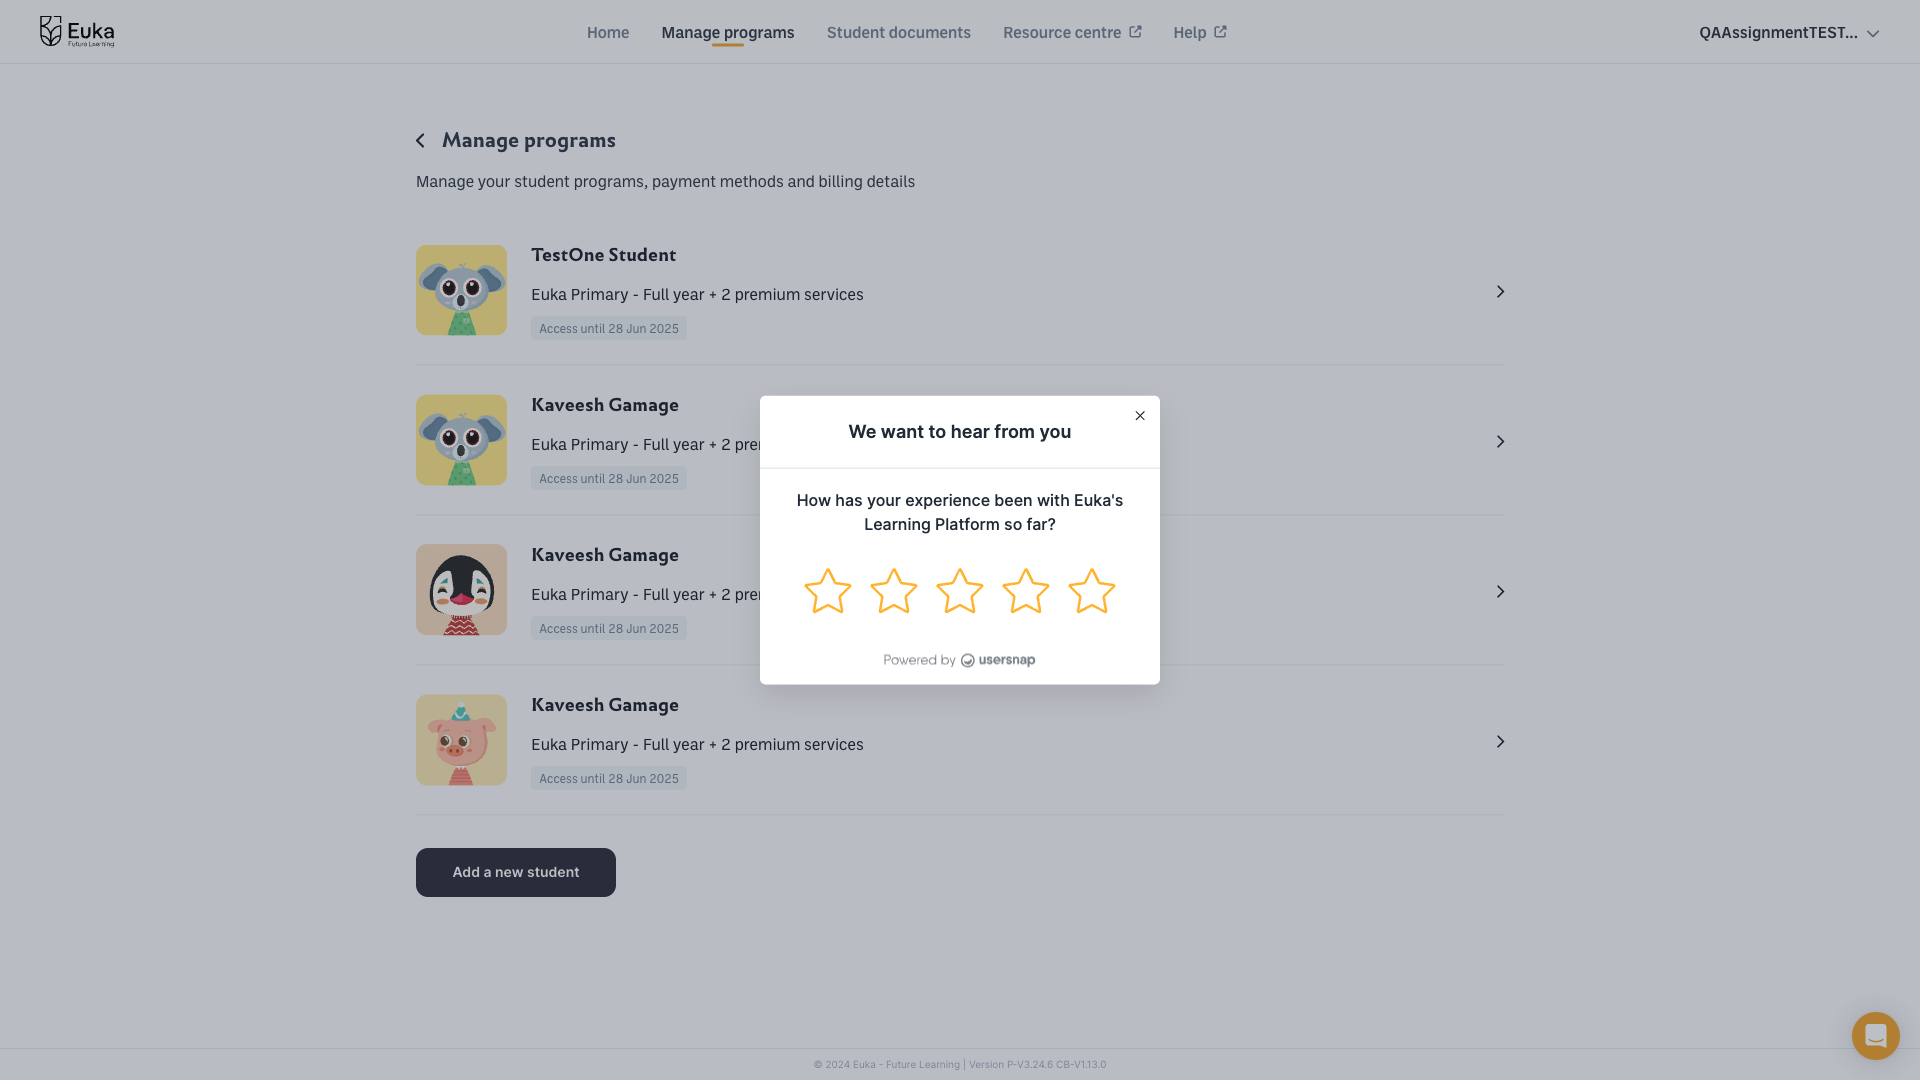 Euka
Future Learning
Home
Manage programs
Student documents
Resource centre
Help
QAAssignmentTEST...
Manage programs
Manage your student programs, payment methods and billing details
TestOne Student
Euka Primary - Full year + 2 premium services
Access until 28 Jun 2025
Kaveesh Gamage
Euka Primary - Full year + 2 pre
Access until 28 Jun 2025
Kaveesh Gamage
Euka Primary - Full year + 2 pre
Access until 28 Jun 2025
Kaveesh Gamage
Euka Primary - Full year + 2 premium services
Access until 28 Jun 2025
Add a new student
We want to hear from you
How has your experience been with Euka's
Learning Platform so far?
Powered by usersnap
© 2024 Euka - Future Learning | Version P-V3.24.6 CB-V1.13.0